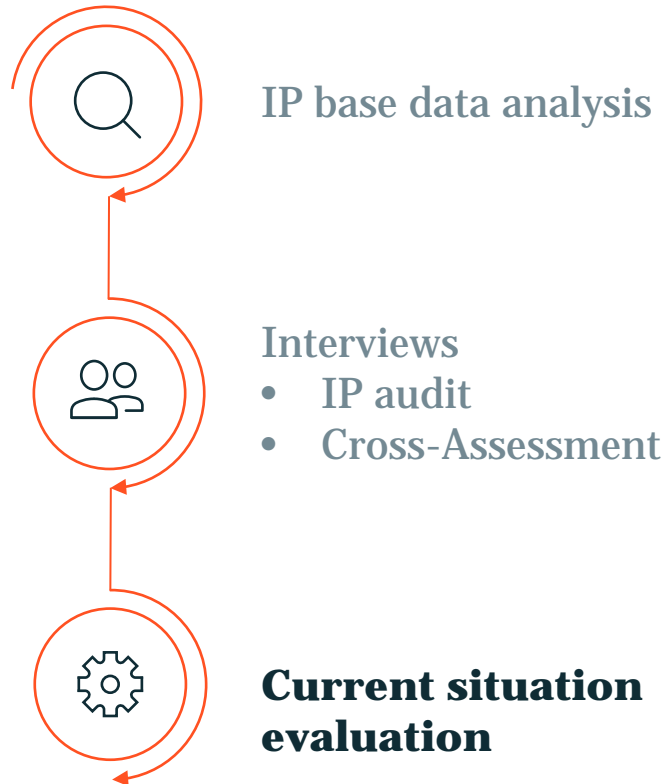 IP base data analysis
Interviews
• IP audit
• Cross-Assessment
Current situation
evaluation